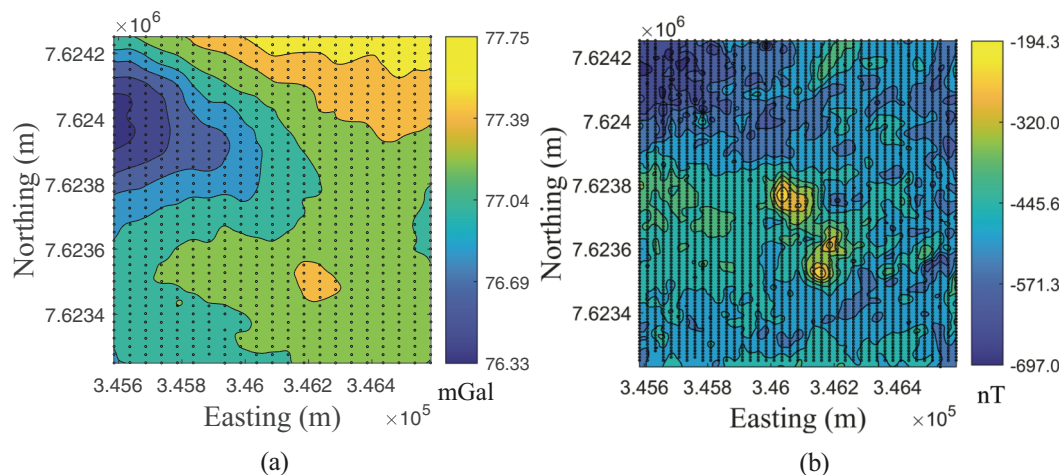 ×10⁶
7.6242
7.624
7.6238
7.6236
7.6234
Northing (m)
3.456 3.458 3.46 3.462 3.464
Easting (m)
×10⁵
77.75
77.39
77.04
76.69
76.33
mGal
(a)
×10⁶
7.6242
7.624
7.6238
7.6236
7.6234
Northing (m)
3.456 3.458 3.46 3.462 3.464
Easting (m)
×10⁵
-194.3
-320.0
-445.6
-571.3
-697.0
nT
(b)